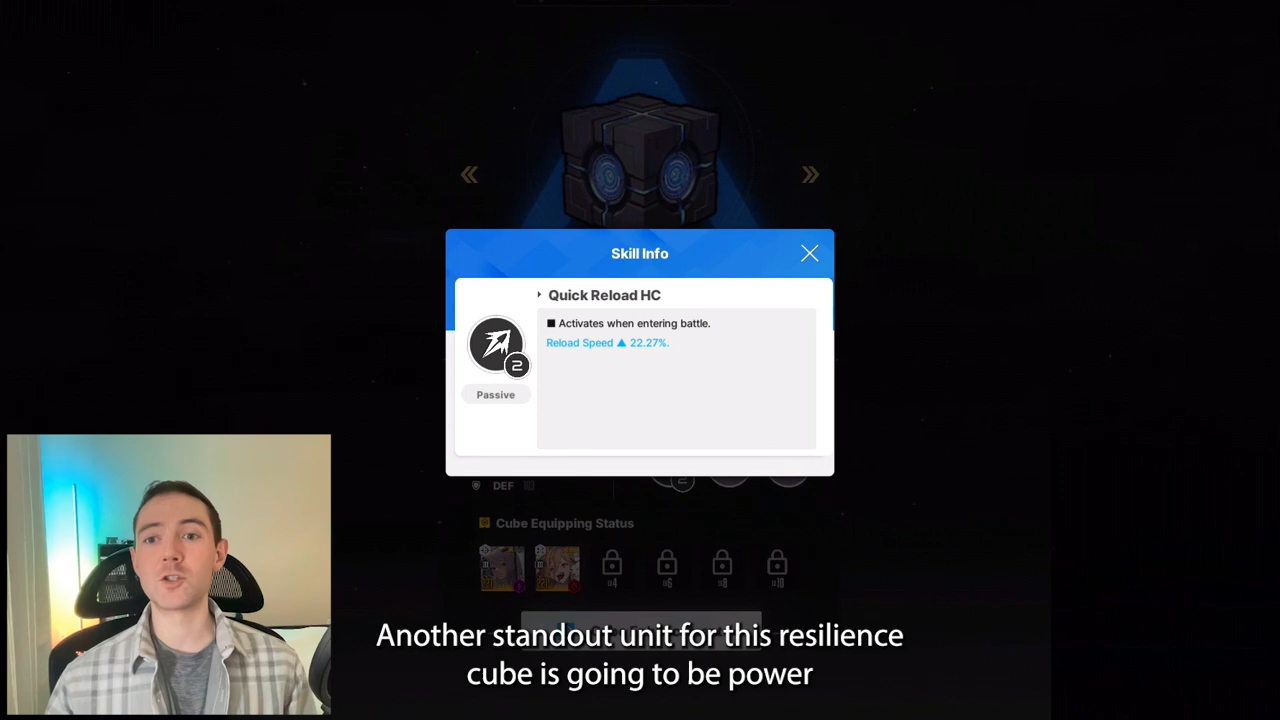 Skill Info
Quick Reload HC
■ Activates when entering battle.
Reload Speed ▲ 22.27%.
2
Passive
DEF
Cube Equipping Status
Another standout unit for this resilience
cube is going to be power